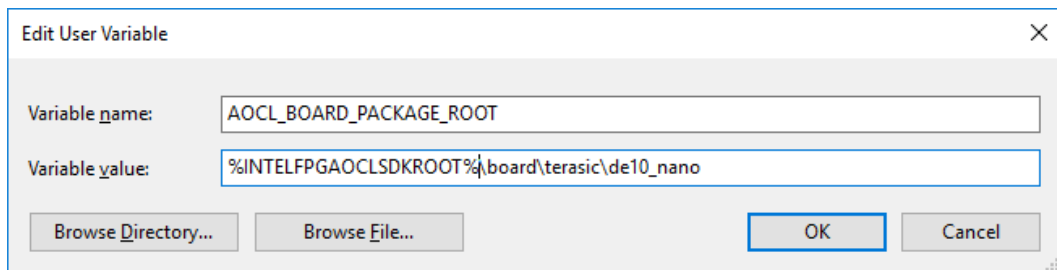 Edit User Variable
Variable name: AOCL_BOARD_PACKAGE_ROOT
Variable value: %INTELFPGAOCLSDKROOT%\board\terasic\de10_nano
Browse Directory... Browse File... OK Cancel